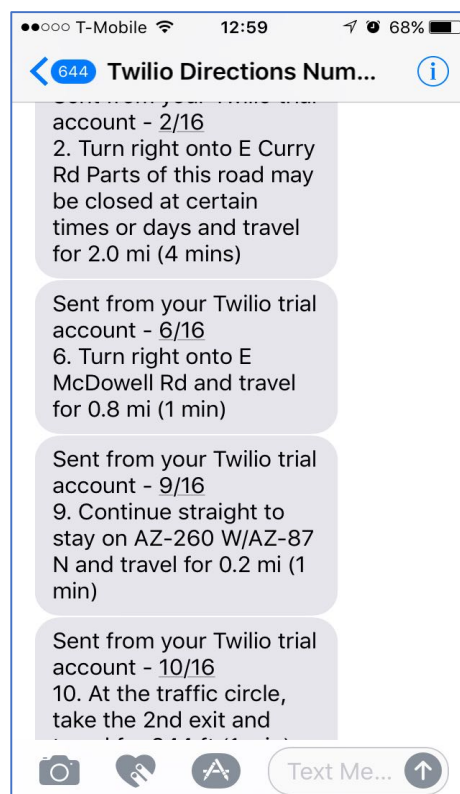 T-Mobile 12:59 68%
644 Twilio Directions Num...
Sent from your Twilio trial
account - 2/16
2. Turn right onto E Curry
Rd Parts of this road may
be closed at certain
times or days and travel
for 2.0 mi (4 mins)
Sent from your Twilio trial
account - 6/16
6. Turn right onto E
McDowell Rd and travel
for 0.8 mi (1 min)
Sent from your Twilio trial
account - 9/16
9. Continue straight to
stay on AZ-260 W/AZ-87
N and travel for 0.2 mi (1
min)
Sent from your Twilio trial
account - 10/16
10. At the traffic circle,
take the 2nd exit and
Text Me...